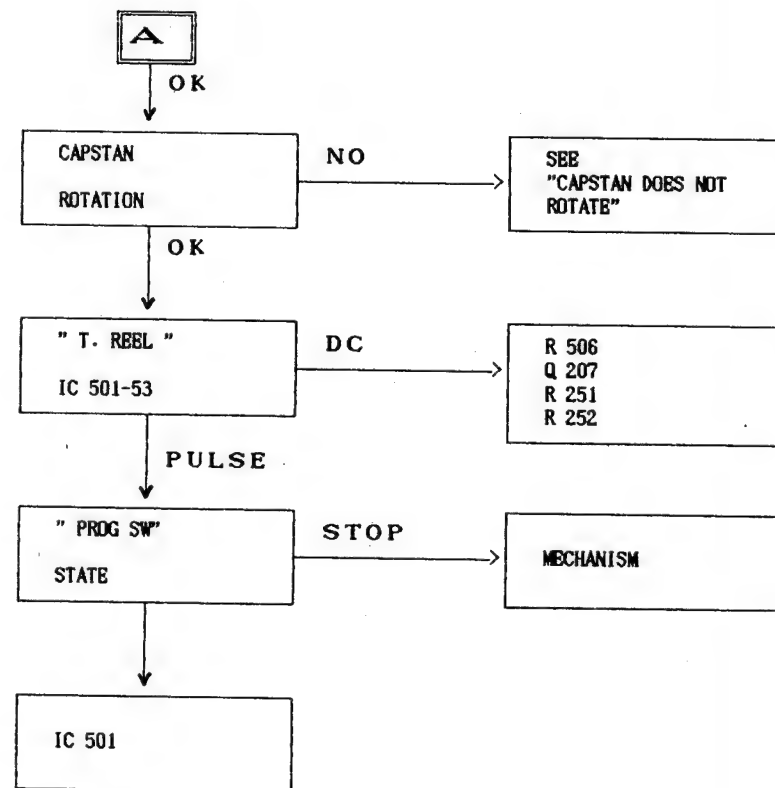 A
OK
CAPSTAN
ROTATION
NO
SEE
"CAPSTAN DOES NOT
ROTATE"
OK
" T. REEL "
IC 501-53
DC
R 506
Q 207
R 251
R 252
PULSE
" PROG SW"
STATE
STOP
MECHANISM
IC 501